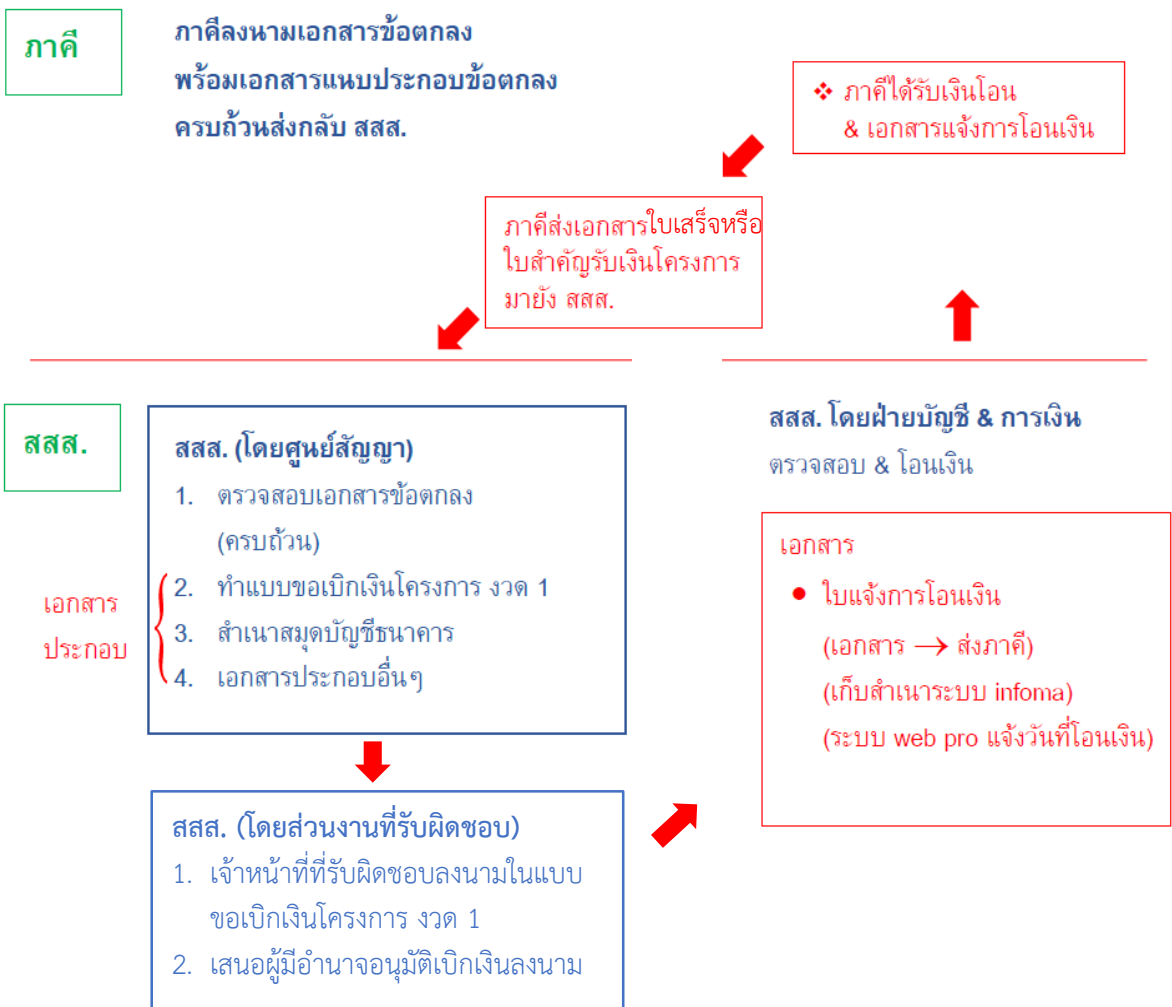 ภาคี
ภาคีลงนามเอกสารข้อตกลง
พร้อมเอกสารแนบประกอบข้อตกลง
ครบถ้วนส่งกลับ สสส.
❖ ภาคีได้รับเงินโอน
& เอกสารแจ้งการโอนเงิน
ภาคีส่งเอกสารใบเสร็จหรือ
ใบสำคัญรับเงินโครงการ
มายัง สสส.
สสส.
สสส. (โดยศูนย์สัญญา)
1. ตรวจสอบเอกสารข้อตกลง
(ครบถ้วน)
2. ทำแบบขอเบิกเงินโครงการ งวด 1
3. สำเนาสมุดบัญชีธนาคาร
4. เอกสารประกอบอื่นๆ
เอกสาร
ประกอบ
สสส. (โดยส่วนงานที่รับผิดชอบ)
1. เจ้าหน้าที่ที่รับผิดชอบลงนามในแบบ
ขอเบิกเงินโครงการ งวด 1
2. เสนอผู้มีอำนาจอนุมัติเบิกเงินลงนาม
สสส. โดยฝ่ายบัญชี & การเงิน
ตรวจสอบ & โอนเงิน
เอกสาร
• ใบแจ้งการโอนเงิน
(เอกสาร → ส่งภาคี)
(เก็บสำเนาระบบ infoma)
(ระบบ web pro แจ้งวันที่โอนเงิน)